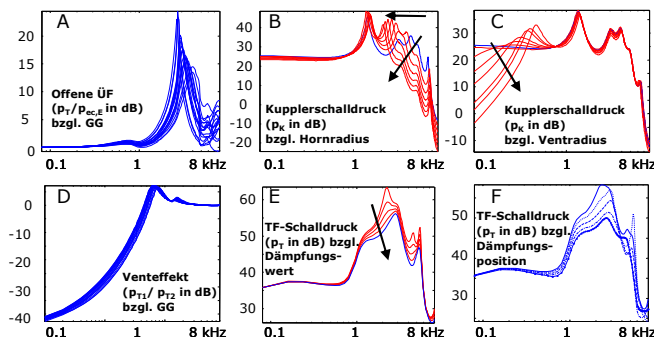 A
20
15
10
5
0
Offene ÜF
(pT/pec,E in dB)
bzgl. GG
0.1 1 8 kHz
B
40
30
20
10
0
-10
-20
Kupplerschalldruck
(pK in dB)
bzgl. Hornradius
0.1 1 8 kHz
C
30
20
10
0
-10
Kupplerschalldruck
(pK in dB)
bzgl. Ventradius
0.1 1 8 kHz
D
0
-10
-20
-30
-40
Venteffekt
(pT1/ pT2 in dB)
bzgl. GG
0.1 1 8 kHz
E
60
50
40
30
TF-Schalldruck
(pT in dB) bzgl.
Dämpfungs-
wert
0.1 1 8 kHz
F
50
40
30
TF-Schalldruck
(pT in dB) bzgl.
Dämpfungs-
position
0.1 1 8 kHz